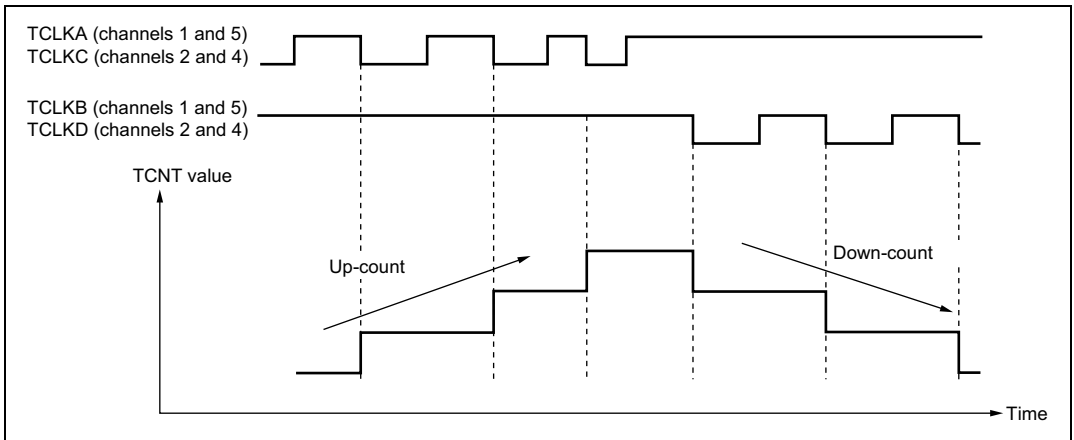 TCLKA (channels 1 and 5)
TCLKC (channels 2 and 4)
TCLKB (channels 1 and 5)
TCLKD (channels 2 and 4)
TCNT value
Up-count
Down-count
Time